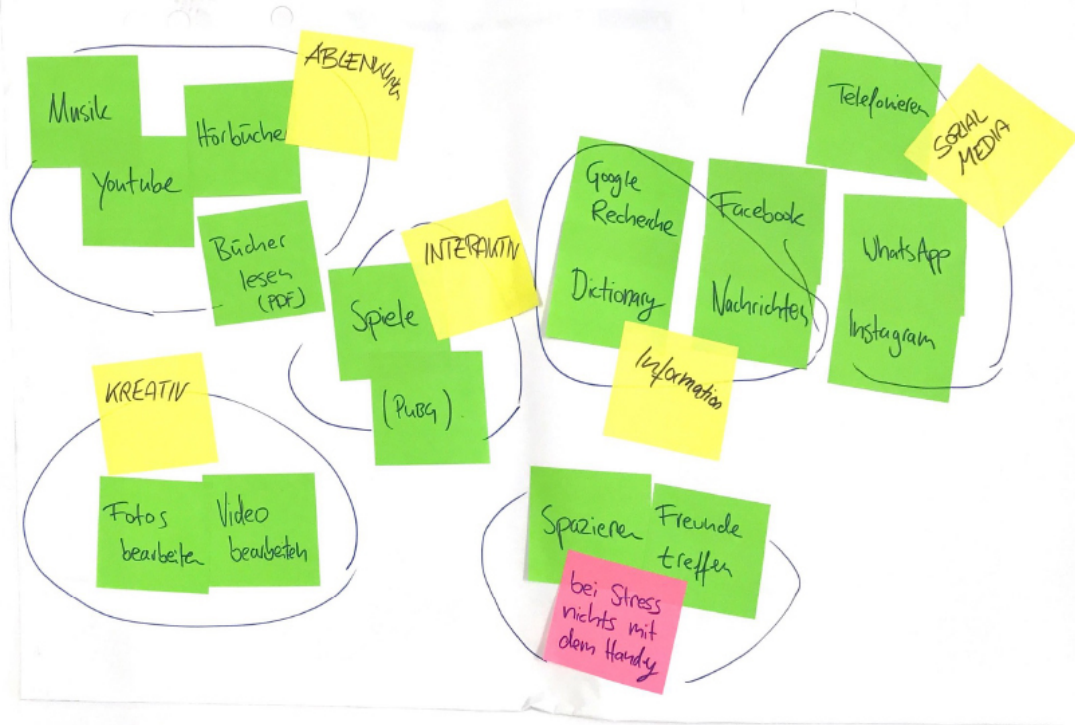 ABLENKUNG
Musik
Hörbücher
Youtube
Bücher
lesen
(PDF)
INTERAKTIV
Spiele
(PUBG)
KREATIV
Fotos
bearbeiten
Video
bearbeiten
Google
Recherche
Dictionary
Facebook
Nachrichten
Information
Telefonieren
SOZIAL
MEDIA
WhatsApp
Instagram
Spazieren
Freunde
treffen
bei Stress
nichts mit
dem Handy